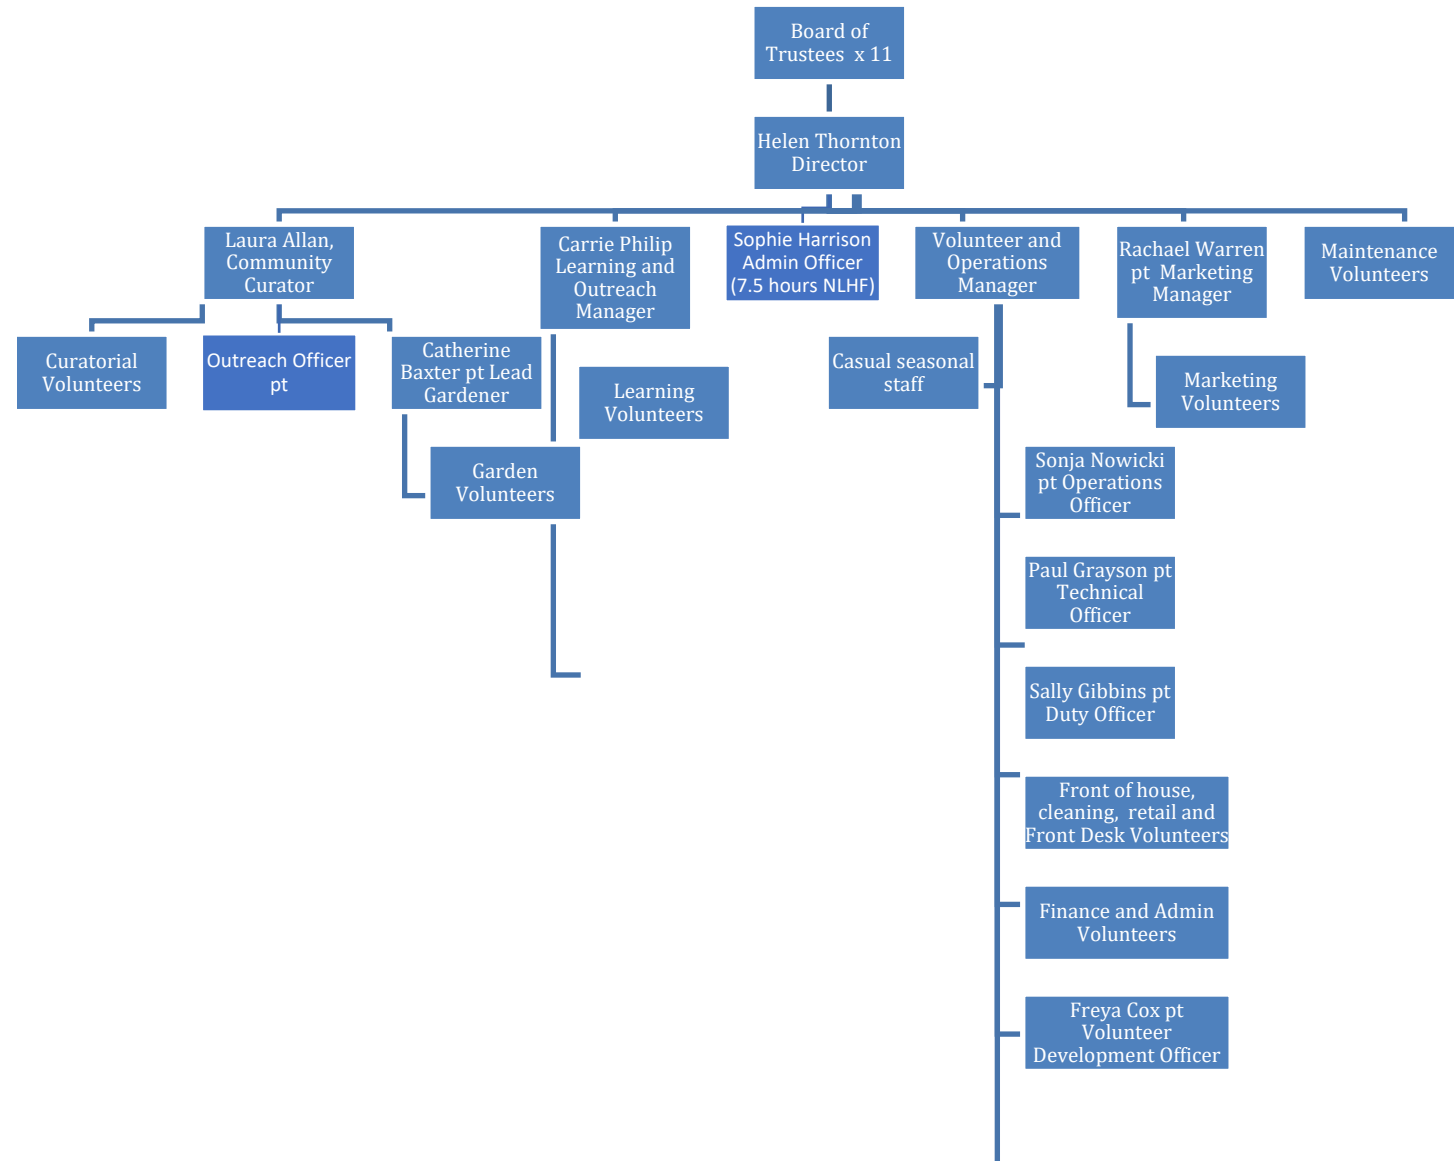 Board of
Trustees  x 11
Helen Thornton
Director
Laura Allan,
Community
Curator
Carrie Philip
Learning and
Outreach
Manager
Sophie Harrison
Admin Officer
(7.5 hours NLHF)
Volunteer and
Operations
Manager
Rachael Warren
pt  Marketing
Manager
Maintenance
Volunteers
Curatorial
Volunteers
Outreach Officer
pt
Catherine
Baxter pt Lead
Gardener
Learning
Volunteers
Casual seasonal
staff
Marketing
Volunteers
Garden
Volunteers
Sonja Nowicki
pt Operations
Officer
Paul Grayson pt
Technical
Officer
Sally Gibbins pt
Duty Officer
Front of house,
cleaning,  retail and
Front Desk Volunteers
Finance and Admin
Volunteers
Freya Cox pt
Volunteer
Development Officer